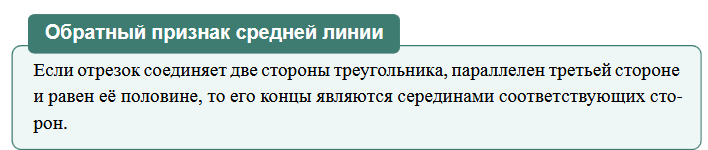 Обратный признак средней линии
Если отрезок соединяет две стороны треугольника, параллелен третьей стороне
и равен её половине, то его концы являются серединами соответствующих сто-
рон.